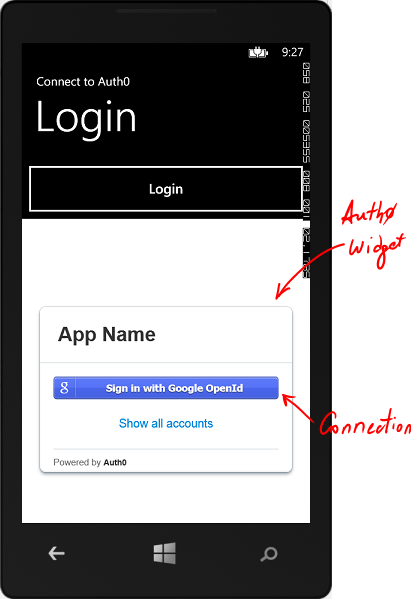 9:27
Connect to Auth0
Login
Login
Auth0
Widget
App Name
g Sign in with Google OpenId
Show all accounts
Connection
Powered by Auth0